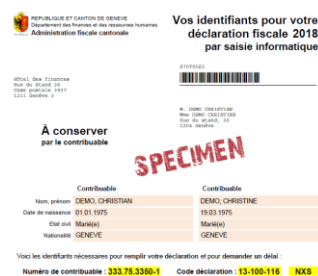 REPUBLIQUE ET CANTON DE GENEVE
Département des finances et des ressources humaines
Administration fiscale cantonale
Vos identifiants pour votre
déclaration fiscale 2018
par saisie informatique
Hôtel des finances
Rue du Stand 26
Case postale 3937
1211 Genève 3
M. DEMO CHRISTIAN
Mme DEMO CHRISTINE
Rue du Stand, 26
1204 Genève
À conserver
par le contribuable
SPECIMEN
Contribuable Contribuable
Nom, prénom DEMO, CHRISTIAN DEMO, CHRISTINE
Date de naissance 01.01.1975 19.03.1975
Etat civil Marié(e) Marié(e)
Nationalité GENEVE GENEVE
Voici les identifiants nécessaires pour remplir votre déclaration et pour demander un délai :
Numéro de contribuable : 333.75.3350-1 Code déclaration : 13-100-116 NXS